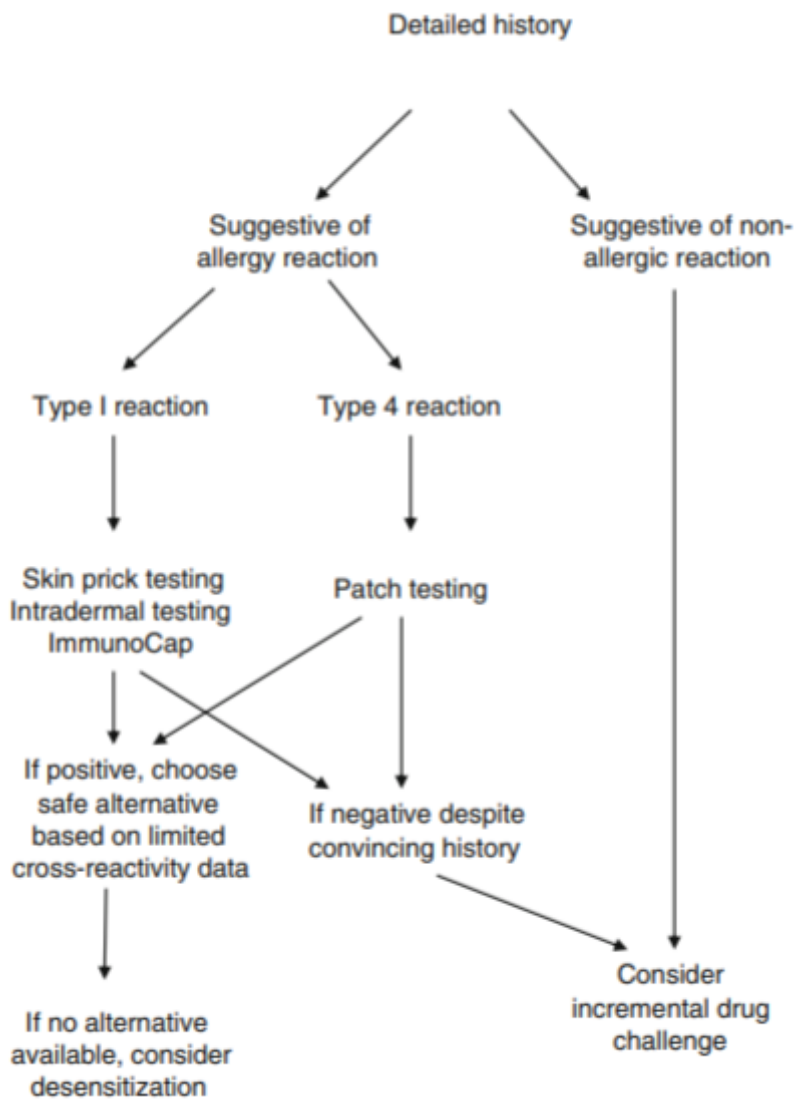 Detailed history
Suggestive of
allergy reaction
Suggestive of non-
allergic reaction
Type I reaction
Type 4 reaction
Skin prick testing
Intradermal testing
ImmunoCap
Patch testing
If positive, choose
safe alternative
based on limited
cross-reactivity data
If negative despite
convincing history
Consider
incremental drug
challenge
If no alternative
available, consider
desensitization